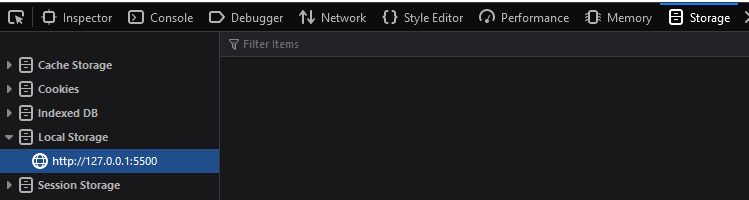 Inspector Console Debugger Network Style Editor Performance Memory Storage
Filter Items
Cache Storage
Cookies
Indexed DB
Local Storage
http://127.0.0.1:5500
Session Storage